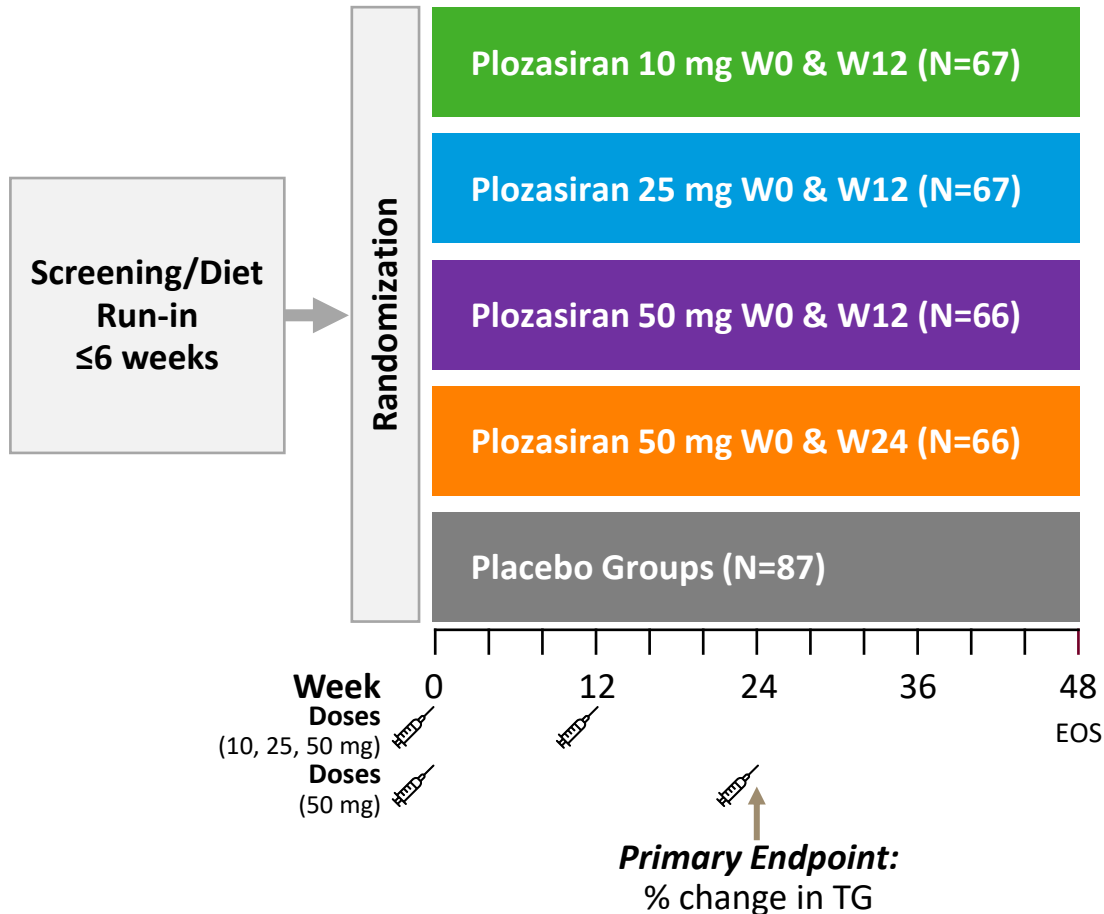 Screening/Diet
Run-in
≤6 weeks
Randomization
Plozasiran 10 mg W0 & W12 (N=67)
Plozasiran 25 mg W0 & W12 (N=67)
Plozasiran 50 mg W0 & W12 (N=66)
Plozasiran 50 mg W0 & W24 (N=66)
Placebo Groups (N=87)
Week 0 12 24 36 48
Doses
(10, 25, 50 mg)
EOS
Doses
(50 mg)
Primary Endpoint:
% change in TG